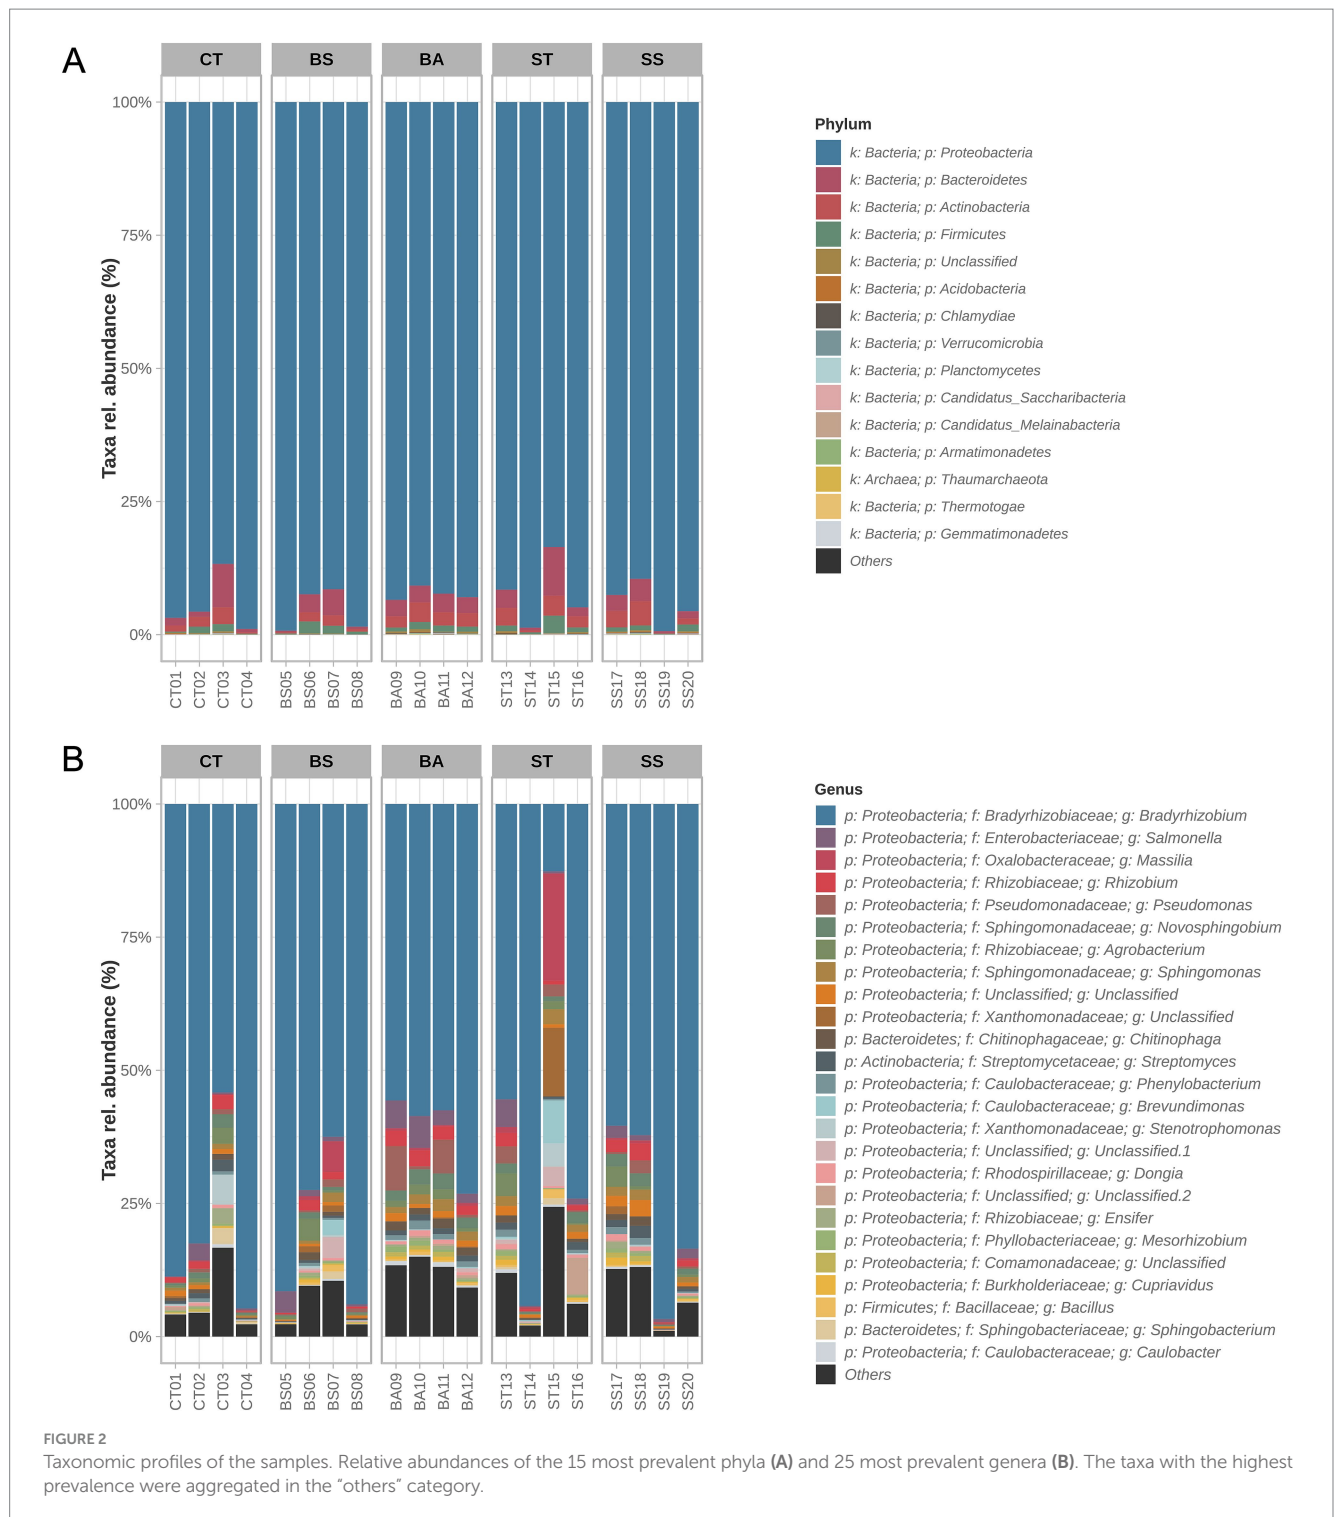 A
CT BS BA ST SS
100%
75%
50%
25%
0%
Taxa rel. abundance (%)
CT01 CT02 CT03 CT04 BS05 BS06 BS07 BS08 BA09 BA10 BA11 BA12 ST13 ST14 ST15 ST16 SS17 SS18 SS19 SS20
Phylum
k: Bacteria; p: Proteobacteria
k: Bacteria; p: Bacteroidetes
k: Bacteria; p: Actinobacteria
k: Bacteria; p: Firmicutes
k: Bacteria; p: Unclassified
k: Bacteria; p: Acidobacteria
k: Bacteria; p: Chlamydiae
k: Bacteria; p: Verrucomicrobia
k: Bacteria; p: Planctomycetes
k: Bacteria; p: Candidatus_Saccharibacteria
k: Bacteria; p: Candidatus_Melainabacteria
k: Bacteria; p: Armatimonadetes
k: Archaea; p: Thaumarchaeota
k: Bacteria; p: Thermotogae
k: Bacteria; p: Gemmatimonadetes
Others
B
CT BS BA ST SS
100%
75%
50%
25%
0%
Taxa rel. abundance (%)
CT01 CT02 CT03 CT04 BS05 BS06 BS07 BS08 BA09 BA10 BA11 BA12 ST13 ST14 ST15 ST16 SS17 SS18 SS19 SS20
Genus
p: Proteobacteria; f: Bradyrhizobiaceae; g: Bradyrhizobium
p: Proteobacteria; f: Enterobacteriaceae; g: Salmonella
p: Proteobacteria; f: Oxalobacteraceae; g: Massilia
p: Proteobacteria; f: Rhizobiaceae; g: Rhizobium
p: Proteobacteria; f: Pseudomonadaceae; g: Pseudomonas
p: Proteobacteria; f: Sphingomonadaceae; g: Novosphingobium
p: Proteobacteria; f: Rhizobiaceae; g: Agrobacterium
p: Proteobacteria; f: Sphingomonadaceae; g: Sphingomonas
p: Proteobacteria; f: Unclassified; g: Unclassified
p: Proteobacteria; f: Xanthomonadaceae; g: Unclassified
p: Bacteroidetes; f: Chitinophagaceae; g: Chitinophaga
p: Actinobacteria; f: Streptomycetaceae; g: Streptomyces
p: Proteobacteria; f: Caulobacteraceae; g: Phenylobacterium
p: Proteobacteria; f: Caulobacteraceae; g: Brevundimonas
p: Proteobacteria; f: Xanthomonadaceae; g: Stenotrophomonas
p: Proteobacteria; f: Unclassified; g: Unclassified.1
p: Proteobacteria; f: Rhodospirillaceae; g: Dongia
p: Proteobacteria; f: Unclassified; g: Unclassified.2
p: Proteobacteria; f: Rhizobiaceae; g: Ensifer
p: Proteobacteria; f: Phyllobacteriaceae; g: Mesorhizobium
p: Proteobacteria; f: Comamonadaceae; g: Unclassified
p: Proteobacteria; f: Burkholderiaceae; g: Cupriavidus
p: Firmicutes; f: Bacillaceae; g: Bacillus
p: Bacteroidetes; f: Sphingobacteriaceae; g: Sphingobacterium
p: Proteobacteria; f: Caulobacteraceae; g: Caulobacter
Others
FIGURE 2
Taxonomic profiles of the samples. Relative abundances of the 15 most prevalent phyla (A) and 25 most prevalent genera (B). The taxa with the highest
prevalence were aggregated in the “others” category.